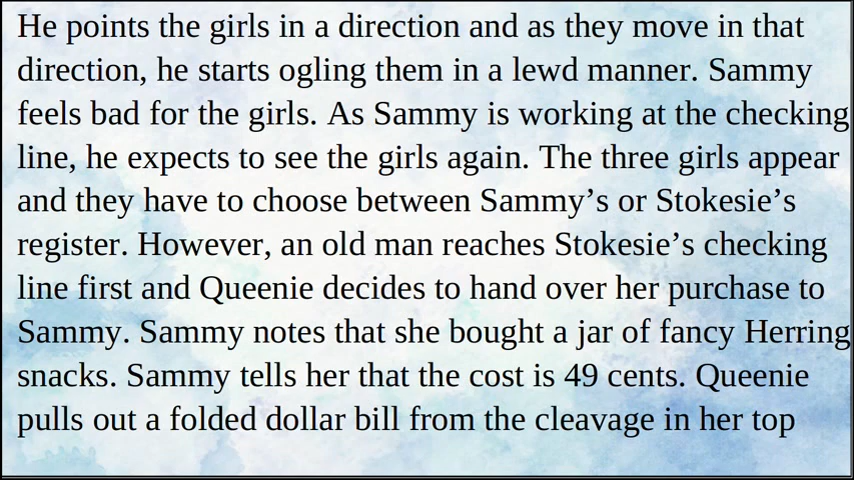 He points the girls in a direction and as they move in that
direction, he starts ogling them in a lewd manner. Sammy
feels bad for the girls. As Sammy is working at the checking
line, he expects to see the girls again. The three girls appear
and they have to choose between Sammy’s or Stokesie’s
register. However, an old man reaches Stokesie’s checking
line first and Queenie decides to hand over her purchase to
Sammy. Sammy notes that she bought a jar of fancy Herring
snacks. Sammy tells her that the cost is 49 cents. Queenie
pulls out a folded dollar bill from the cleavage in her top